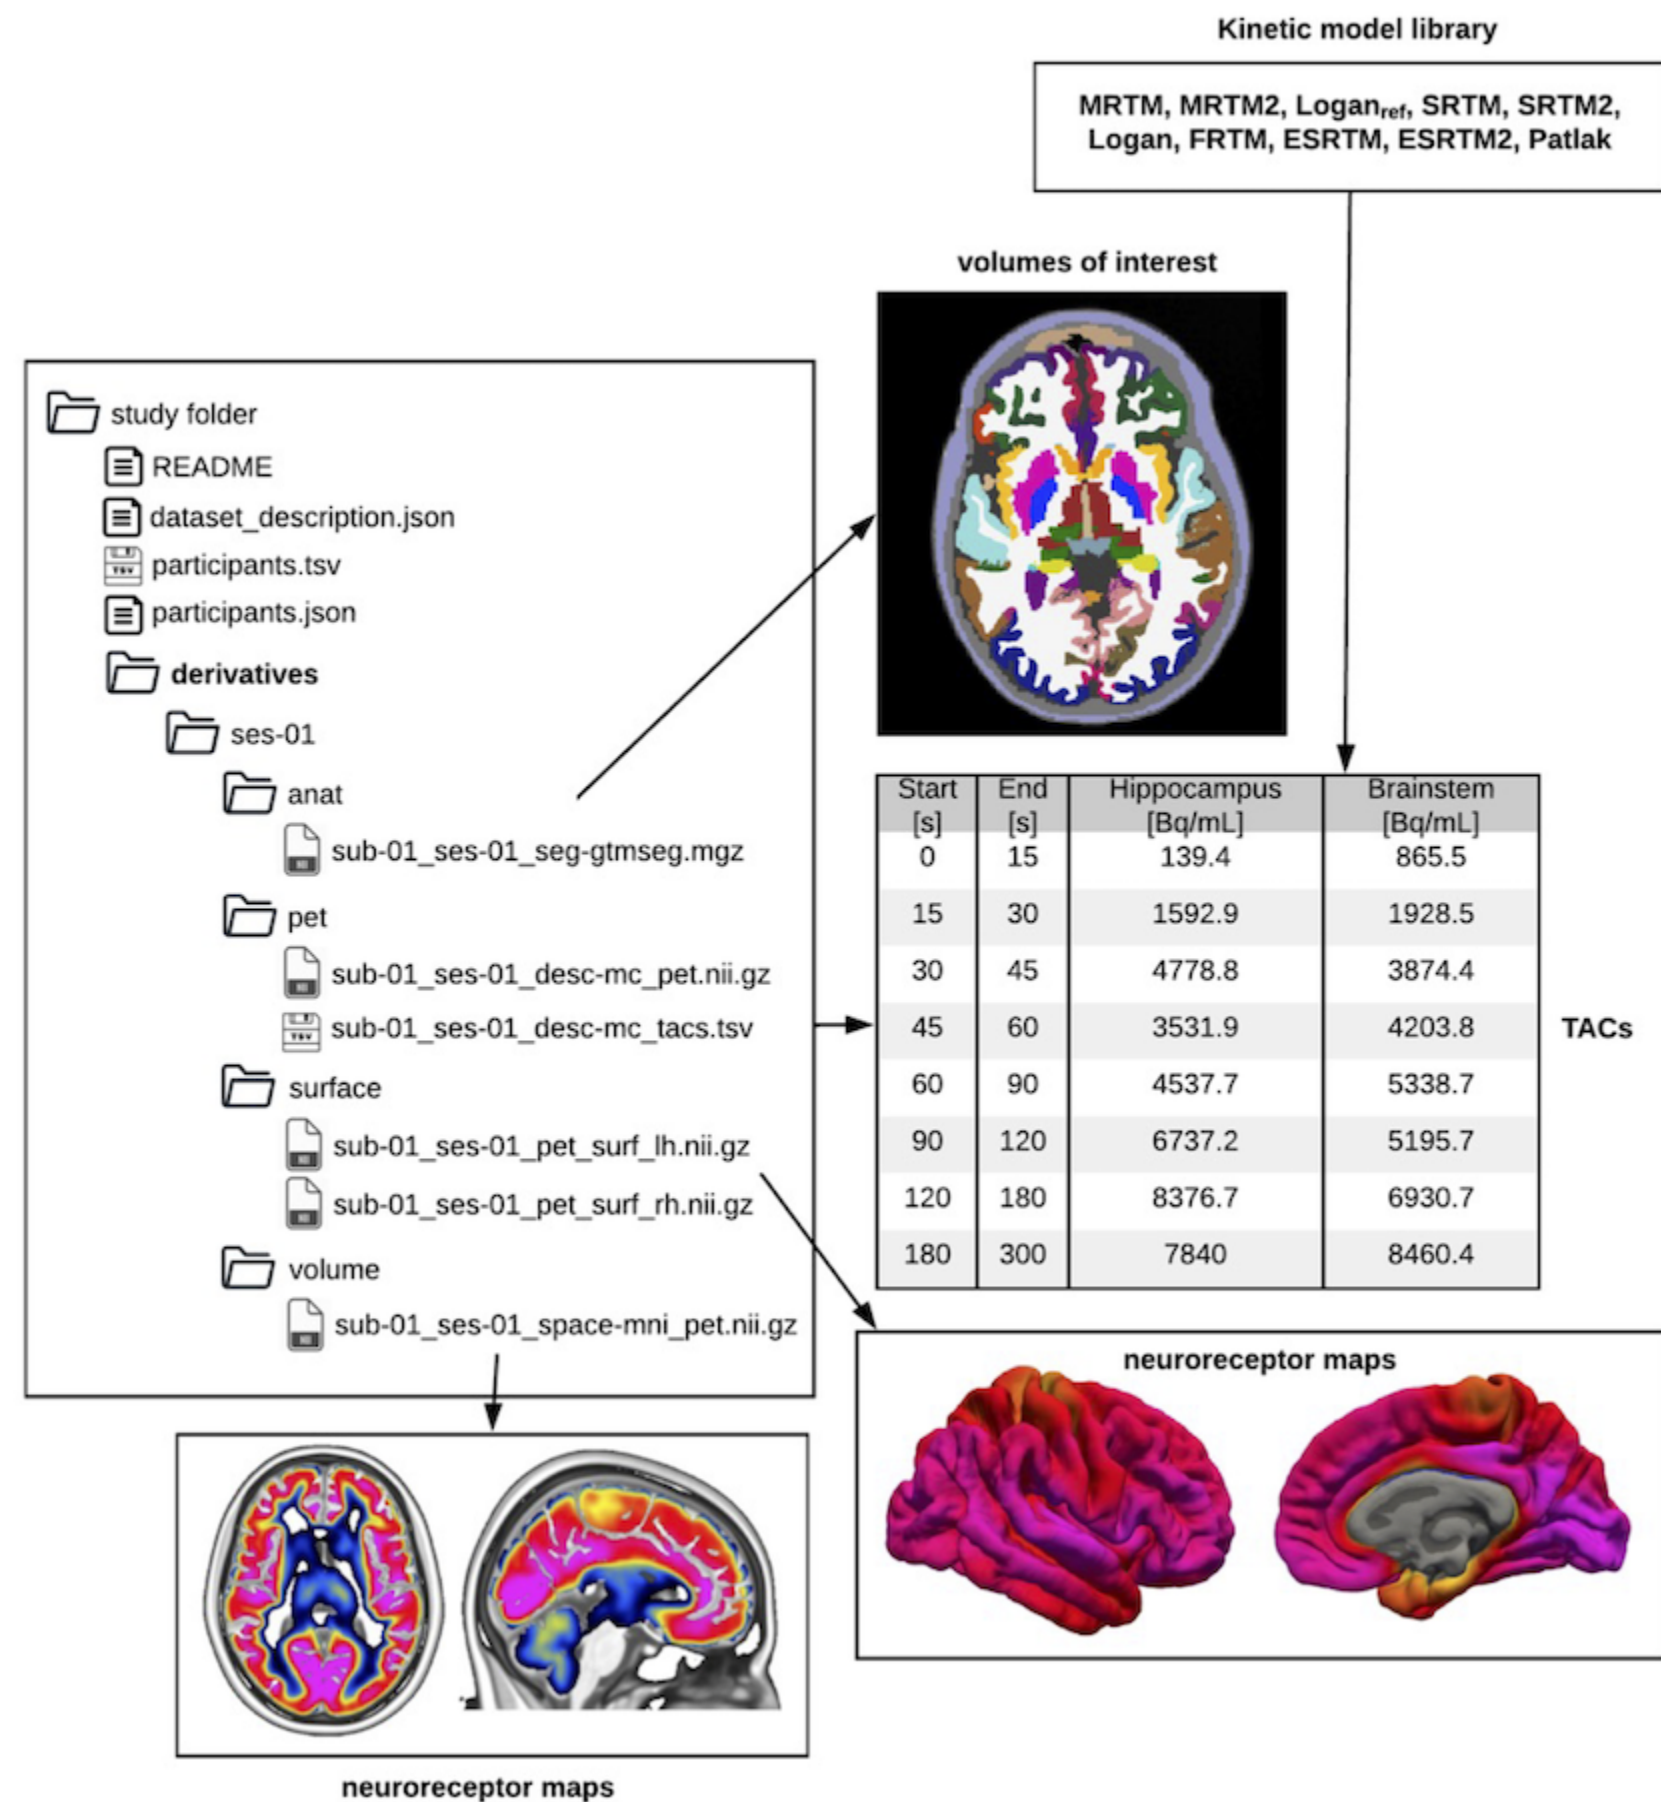 Kinetic model library
MRTM, MRTM2, Loganref, SRTM, SRTM2,
Logan, FRTM, ESRTM, ESRTM2, Patlak
volumes of interest
study folder
README
dataset_description.json
TSV participants.tsv
participants.json
derivatives
ses-01
anat
sub-01_ses-01_seg-gtmseg.mgz
pet
sub-01_ses-01_desc-mc_pet.nii.gz
TSV sub-01_ses-01_desc-mc_tacs.tsv
surface
sub-01_ses-01_pet_surf_lh.nii.gz
sub-01_ses-01_pet_surf_rh.nii.gz
volume
sub-01_ses-01_space-mni_pet.nii.gz
Start End Hippocampus Brainstem
[s] [s] [Bq/mL] [Bq/mL]
0 15 139.4 865.5
15 30 1592.9 1928.5
30 45 4778.8 3874.4
45 60 3531.9 4203.8
60 90 4537.7 5338.7
90 120 6737.2 5195.7
120 180 8376.7 6930.7
180 300 7840 8460.4
TACs
neuroreceptor maps
neuroreceptor maps